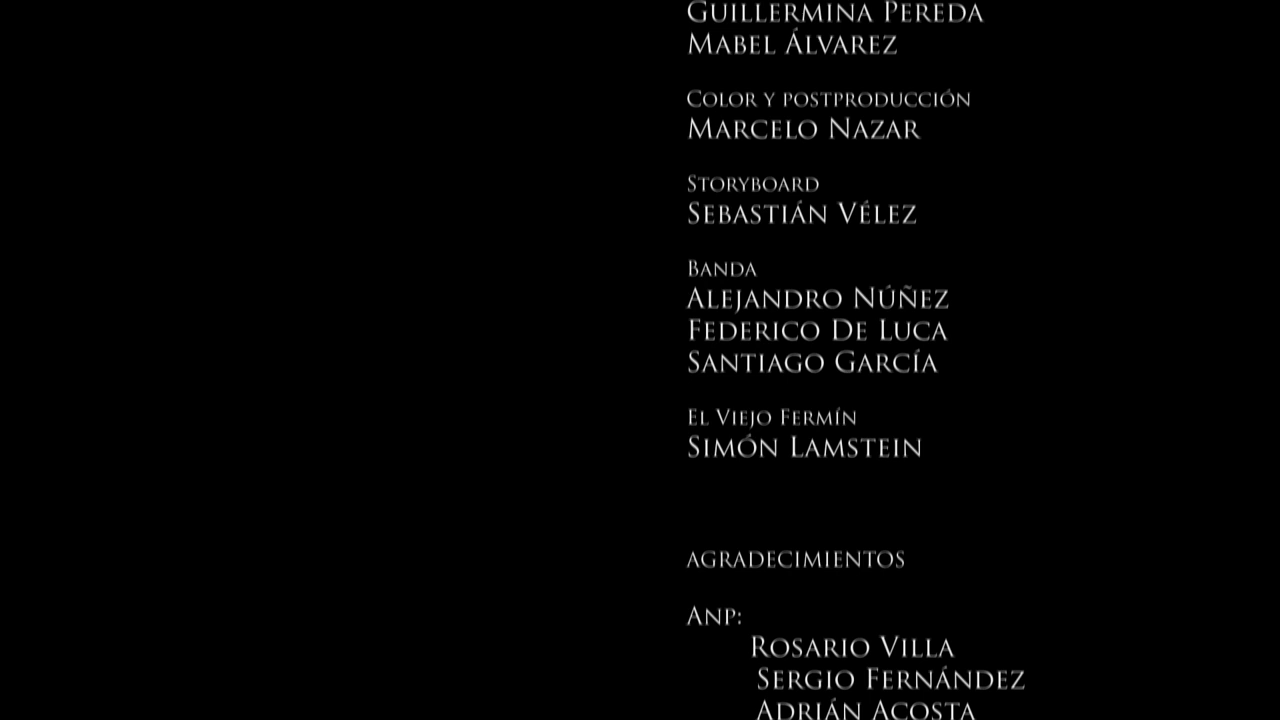 Guillermina Pereda
Mabel Álvarez
Color y postproducción
Marcelo Nazar
Storyboard
Sebastián Vélez
Banda
Alejandro Núñez
Federico De Luca
Santiago García
El Viejo Fermín
Simón Lamstein
agradecimientos
Anp:
Rosario Villa
Sergio Fernández
Adrián Acosta